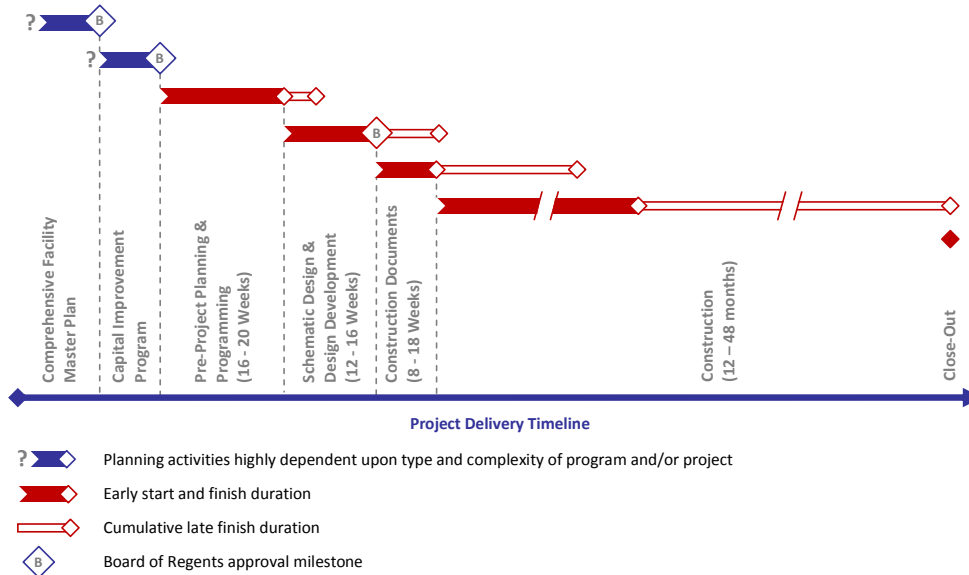 ?
B
?
B
B
Comprehensive Facility
Master Plan
Capital Improvement
Program
Pre-Project Planning &
Programming
(16 - 20 Weeks)
Schematic Design &
Design Development
(12 - 16 Weeks)
Construction Documents
(8 - 18 Weeks)
Construction
(12 – 48 months)
Close-Out
Project Delivery Timeline
? Planning activities highly dependent upon type and complexity of program and/or project
Early start and finish duration
Cumulative late finish duration
B Board of Regents approval milestone